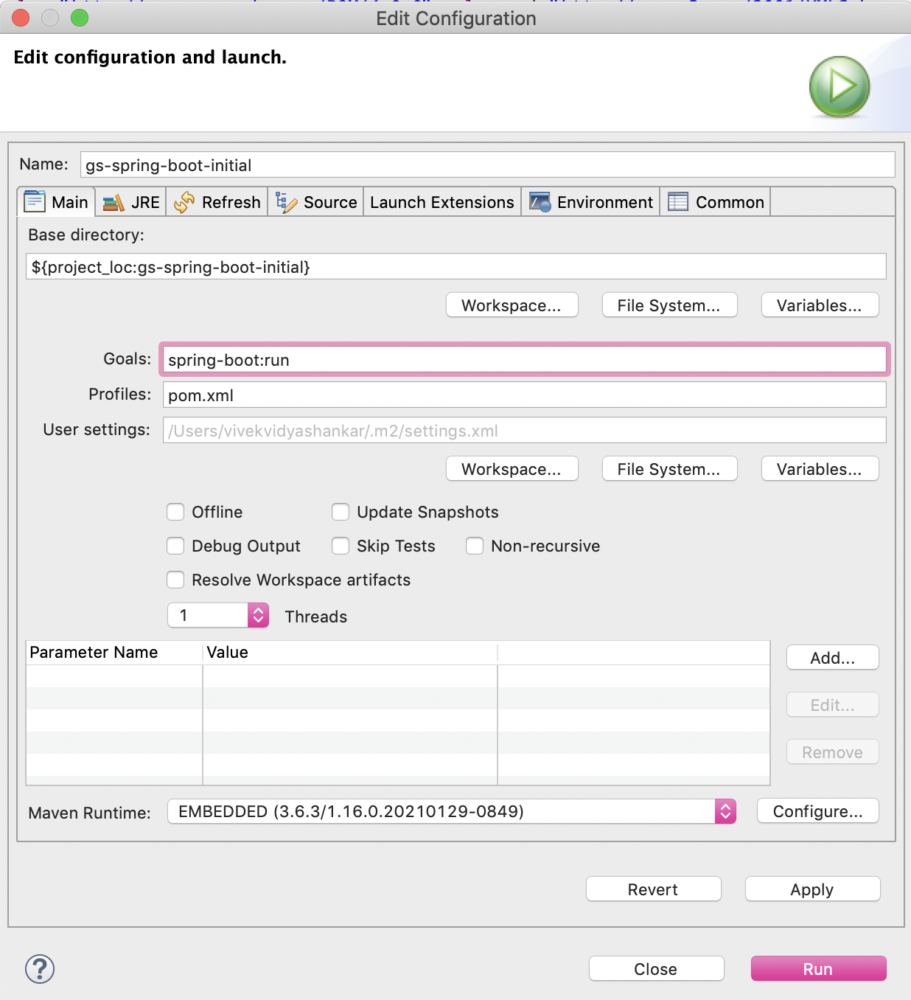 Edit Configuration
Edit configuration and launch.
Name: gs-spring-boot-initial
Main JRE Refresh Source Launch Extensions Environment Common
Base directory:
${project_loc:gs-spring-boot-initial}
Workspace... File System... Variables...
Goals: spring-boot:run
Profiles: pom.xml
User settings: /Users/vivekvidyashankar/.m2/settings.xml
Workspace... File System... Variables...
Offline Update Snapshots
Debug Output Skip Tests Non-recursive
Resolve Workspace artifacts
1 Threads
Parameter Name Value
Add...
Edit...
Remove
Maven Runtime: EMBEDDED (3.6.3/1.16.0.20210129-0849) Configure...
Revert Apply
? Close Run